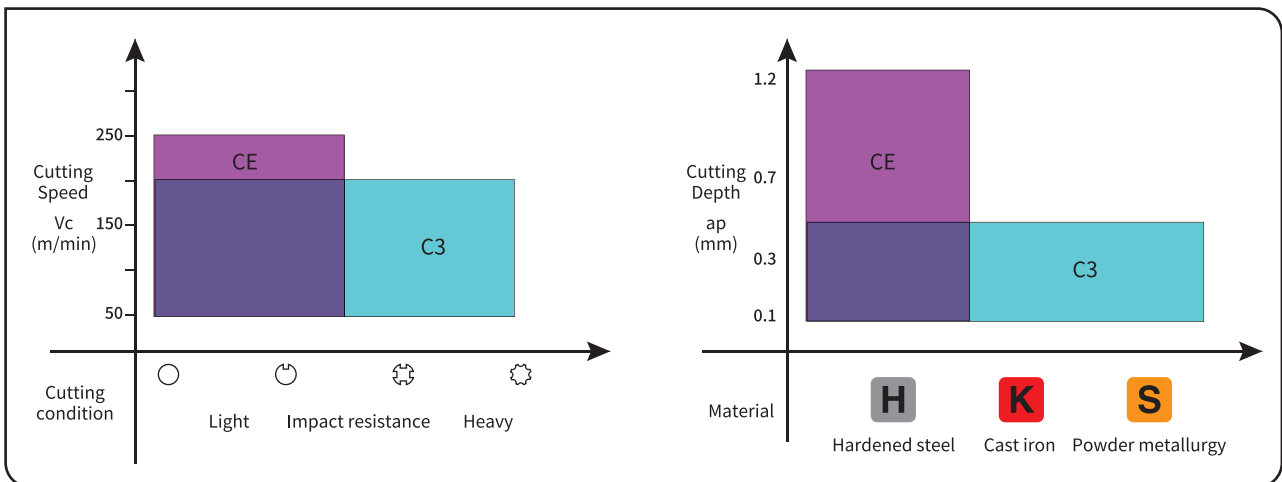 250
CE
Cutting
Speed
Vc
(m/min)
150
C3
50
Cutting
condition
Light
Impact resistance
Heavy
1.2
CE
Cutting
Depth
0.7
ap
(mm)
0.3
C3
0.1
Material
H
K
S
Hardened steel
Cast iron
Powder metallurgy